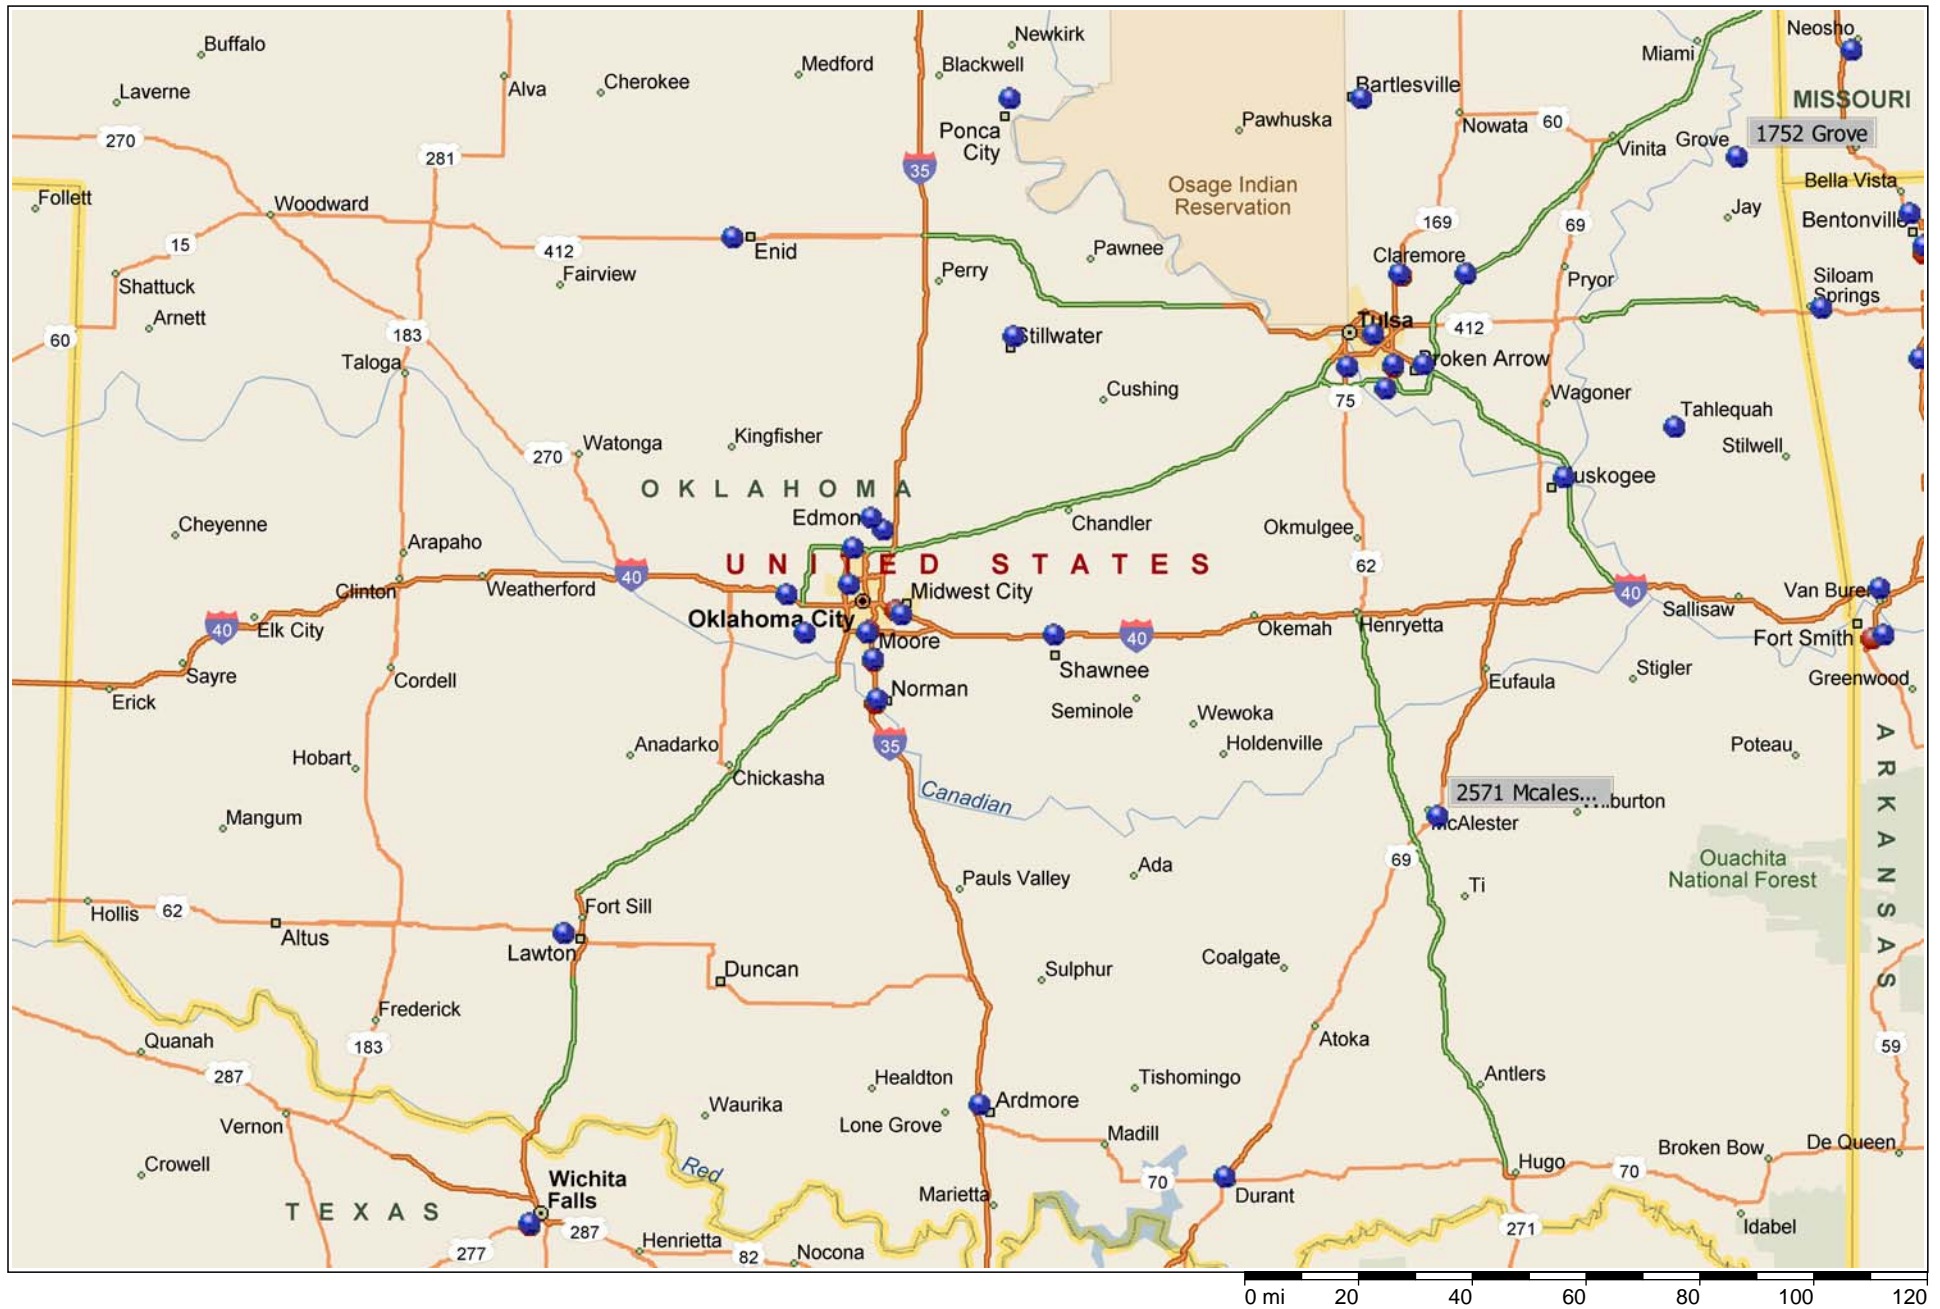 Buffalo
Newkirk
Neosho
Medford
Blackwell
Miami
Laverne
Alva
Cherokee
Bartlesville
MISSOURI
Ponca
City
Pawhuska
Nowata
60
1752 Grove
270
281
35
Vinita
Grove
Osage Indian
Reservation
Bella Vista
Follett
Woodward
Jay
Bentonville
169
69
15
412
Enid
Pawnee
Claremore
Fairview
Perry
Pryor
Shattuck
Siloam
Springs
Arnett
60
183
Stillwater
Tulsa
412
Taloga
Broken Arrow
Cushing
75
Wagoner
Tahlequah
Kingfisher
Watonga
270
Stilwell
OKLAHOMA
uskogee
Cheyenne
Edmon
Chandler
Okmulgee
Arapaho
UNITED STATES
62
40
40
Clinton
Weatherford
Midwest City
Van Buren
Sallisaw
40
Elk City
Oklahoma City
Moore
40
Okemah
Henryetta
Fort Smith
Sayre
Shawnee
Cordell
Norman
Eufaula
Stigler
Greenwood
Erick
Seminole
Wewoka
35
Anadarko
Holdenville
Poteau
Hobart
Chickasha
Canadian
2571 Mcales...
ilburton
Mangum
McAlester
ARKANSAS
69
Ouachita
National Forest
Ada
Pauls Valley
Ti
Hollis
62
Fort Sill
Altus
Lawton
Duncan
Sulphur
Coalgate
Frederick
Quanah
183
Atoka
59
287
Healdton
Tishomingo
Antlers
Waurika
Ardmore
Vernon
Lone Grove
Madill
Broken Bow
De Queen
Crowell
Red
Hugo
70
Wichita
Falls
70
Marietta
Durant
TEXAS
287
271
Idabel
277
Henrietta
82
Nocona
0 mi 20 40 60 80 100 120